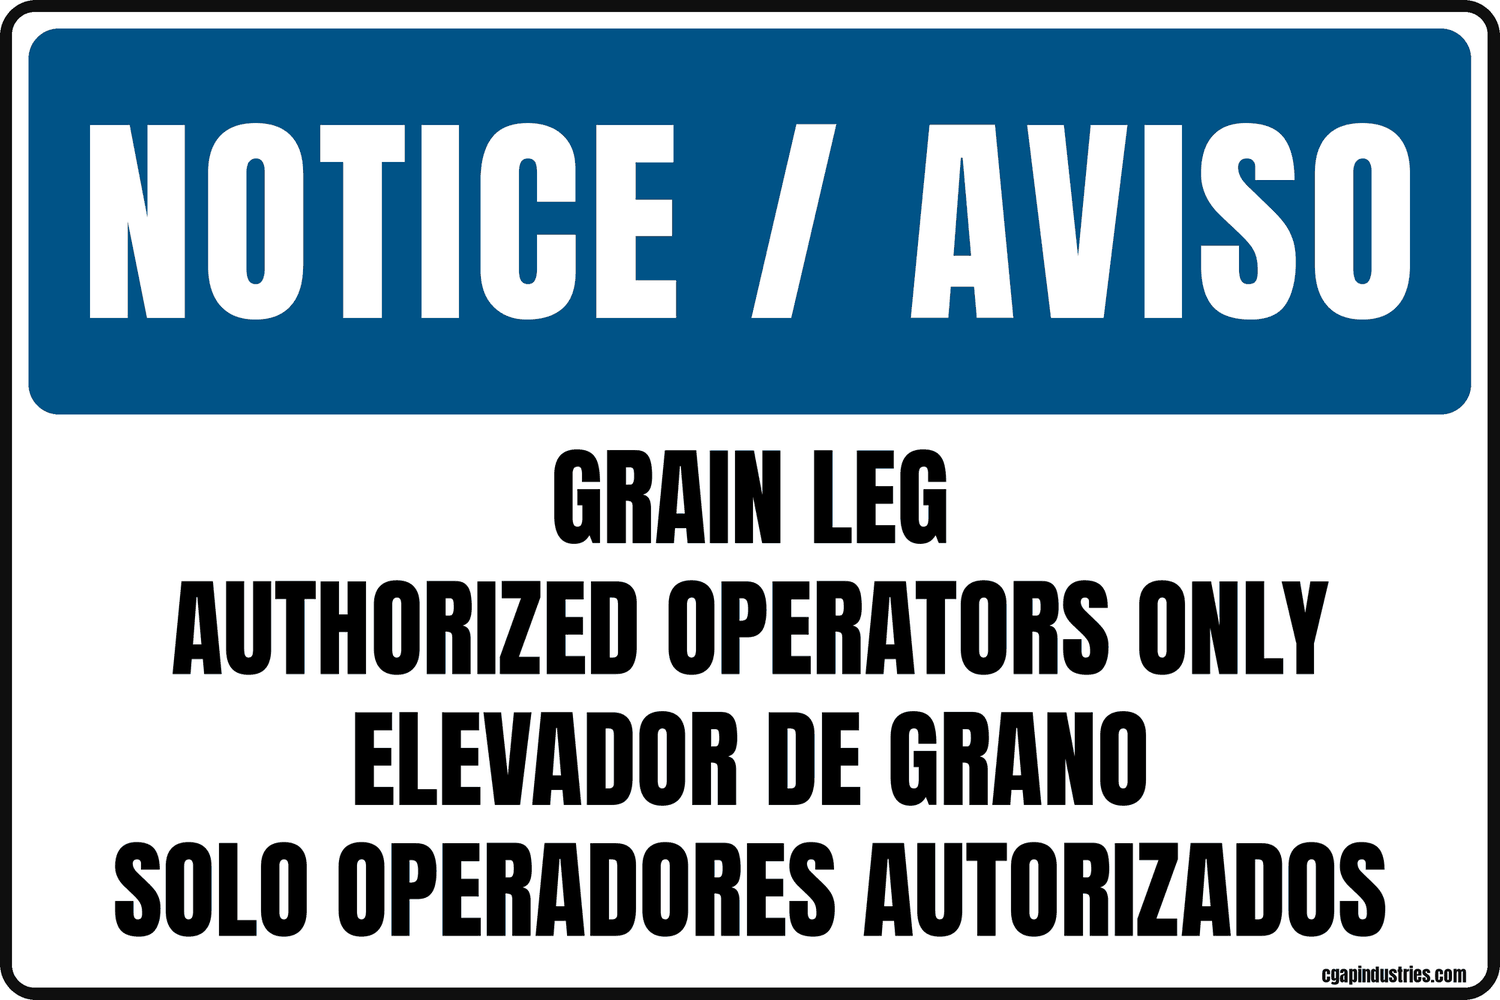 NOTICE / AVISO
GRAIN LEG
AUTHORIZED OPERATORS ONLY
ELEVADOR DE GRANO
SOLO OPERADORES AUTORIZADOS
cgapindustries.com